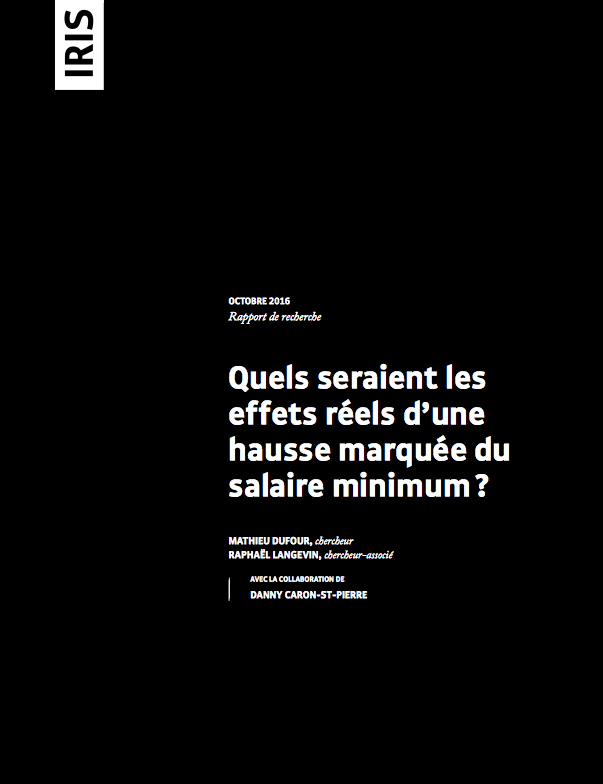 IRIS
OCTOBRE 2016
Rapport de recherche
Quels seraient les
effets réels d'une
hausse marquée du
salaire minimum ?
MATHIEU DUFOUR, chercheur
RAPHAËL LANGEVIN, chercheur-associé
AVEC LA COLLABORATION DE
DANNY CARON-ST-PIERRE